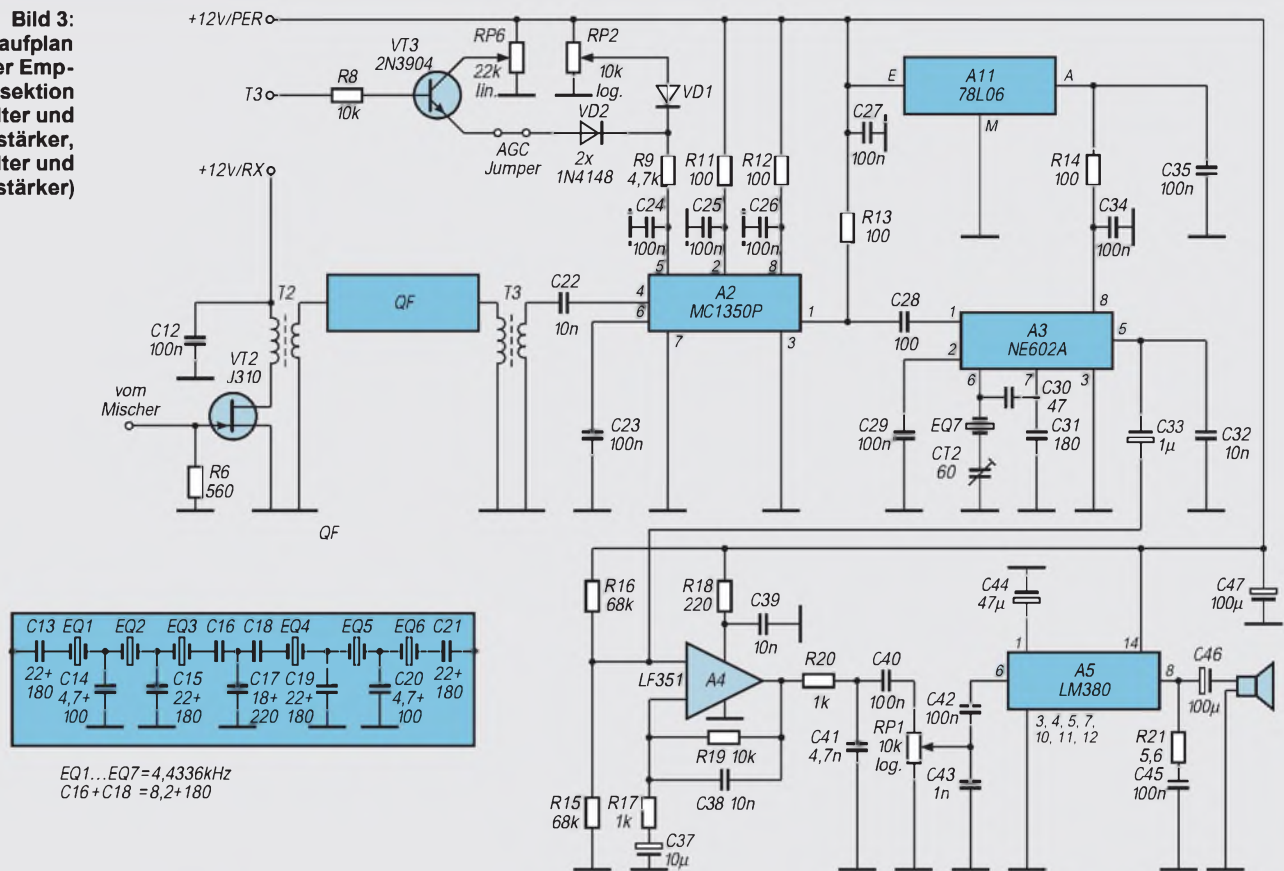 Bild 3:
aufplan
er Emp-
sektion
lter und
stärker,
lter und
stärker)
+12v/PER
VT3
2N3904
RP6
22k
lin.
RP2
10k
log.
T3
R8
10k
VD1
VD2
2x
1N4148
AGC
Jumper
E
A11
78L06
A
M
C27
100n
R14
100
C35
100n
C34
100n
+12v/RX
R9
4,7k
R11
100
R12
100
C24
100n
C25
100n
C26
100n
R13
100
5
2
8
T2
QF
T3
C22
10n
4
6
A2
MC1350P
1
7
3
C28
100
1
2
A3
NE602A
8
5
6
7
3
C12
100n
VT2
J310
vom
Mischer
R6
560
C23
100n
C29
100n
C30
47
EQ7
CT2
60
C31
180
C33
1µ
C32
10n
QF
C13
EQ1
EQ2
EQ3
C16
C18
EQ4
EQ5
EQ6
C21
22+
180
C14
4,7+
100
C15
22+
180
C17
18+
220
C19
22+
180
C20
4,7+
100
22+
180
EQ1...EQ7=4,4336kHz
C16+C18 =8,2+180
R16
68k
R18
220
C39
10n
LF351
A4
R20
1k
C40
100n
R19 10k
C38 10n
C41
4,7n
RP1
10k
log.
R15
68k
R17
1k
C37
10µ
C44
47µ
C47
100µ
1
14
6
A5
LM380
8
3, 4, 5, 7,
10, 11, 12
C42
100n
C43
1n
C46
100µ
R21
5,6
C45
100n